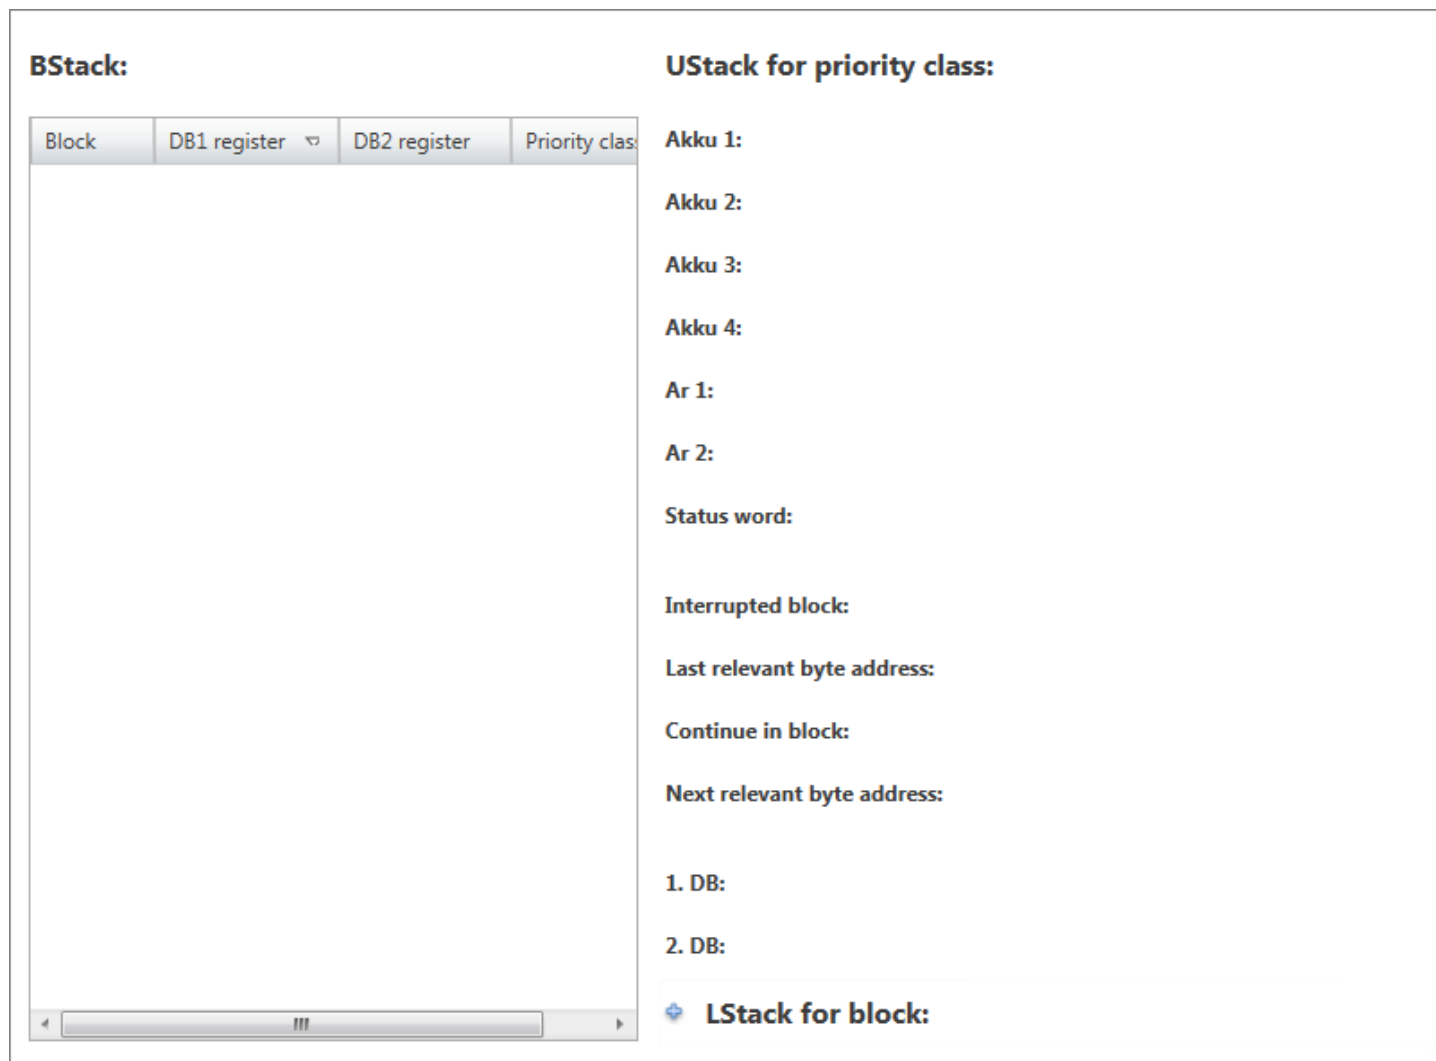 BStack:
Block DB1 register DB2 register Priority clas
UStack for priority class:
Akku 1:
Akku 2:
Akku 3:
Akku 4:
Ar 1:
Ar 2:
Status word:
Interrupted block:
Last relevant byte address:
Continue in block:
Next relevant byte address:
1. DB:
2. DB:
LStack for block: